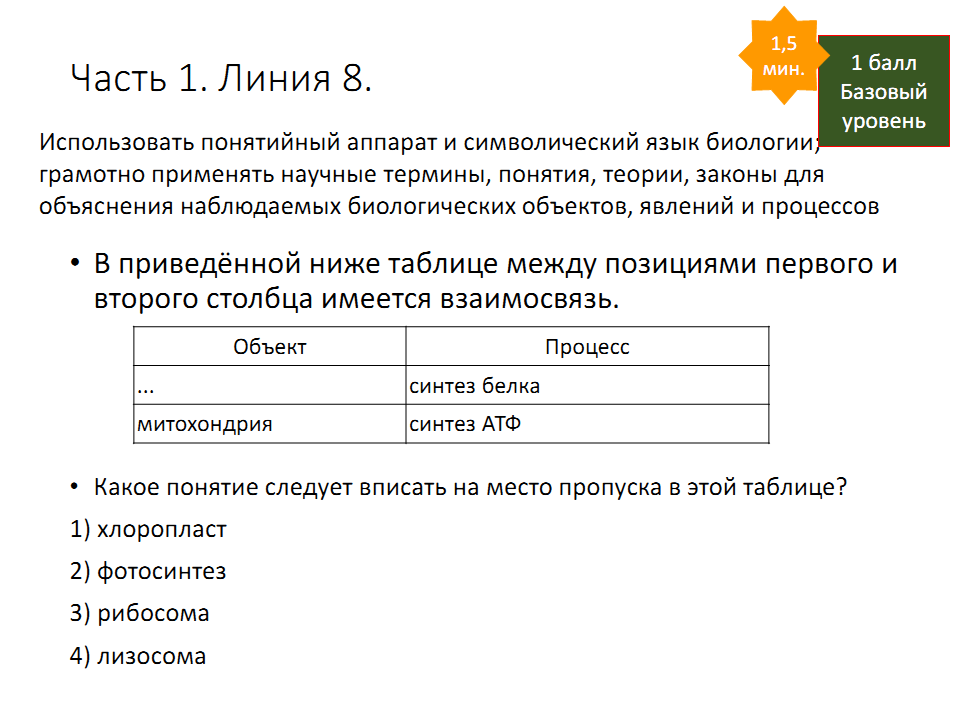 Часть 1. Линия 8.
1,5
мин.
1 балл
Базовый
уровень
Использовать понятийный аппарат и символический язык биологии;
грамотно применять научные термины, понятия, теории, законы для
объяснения наблюдаемых биологических объектов, явлений и процессов
• В приведённой ниже таблице между позициями первого и
второго столбца имеется взаимосвязь.
Объект Процесс
... синтез белка
митохондрия синтез АТФ
• Какое понятие следует вписать на место пропуска в этой таблице?
1) хлоропласт
2) фотосинтез
3) рибосома
4) лизосома